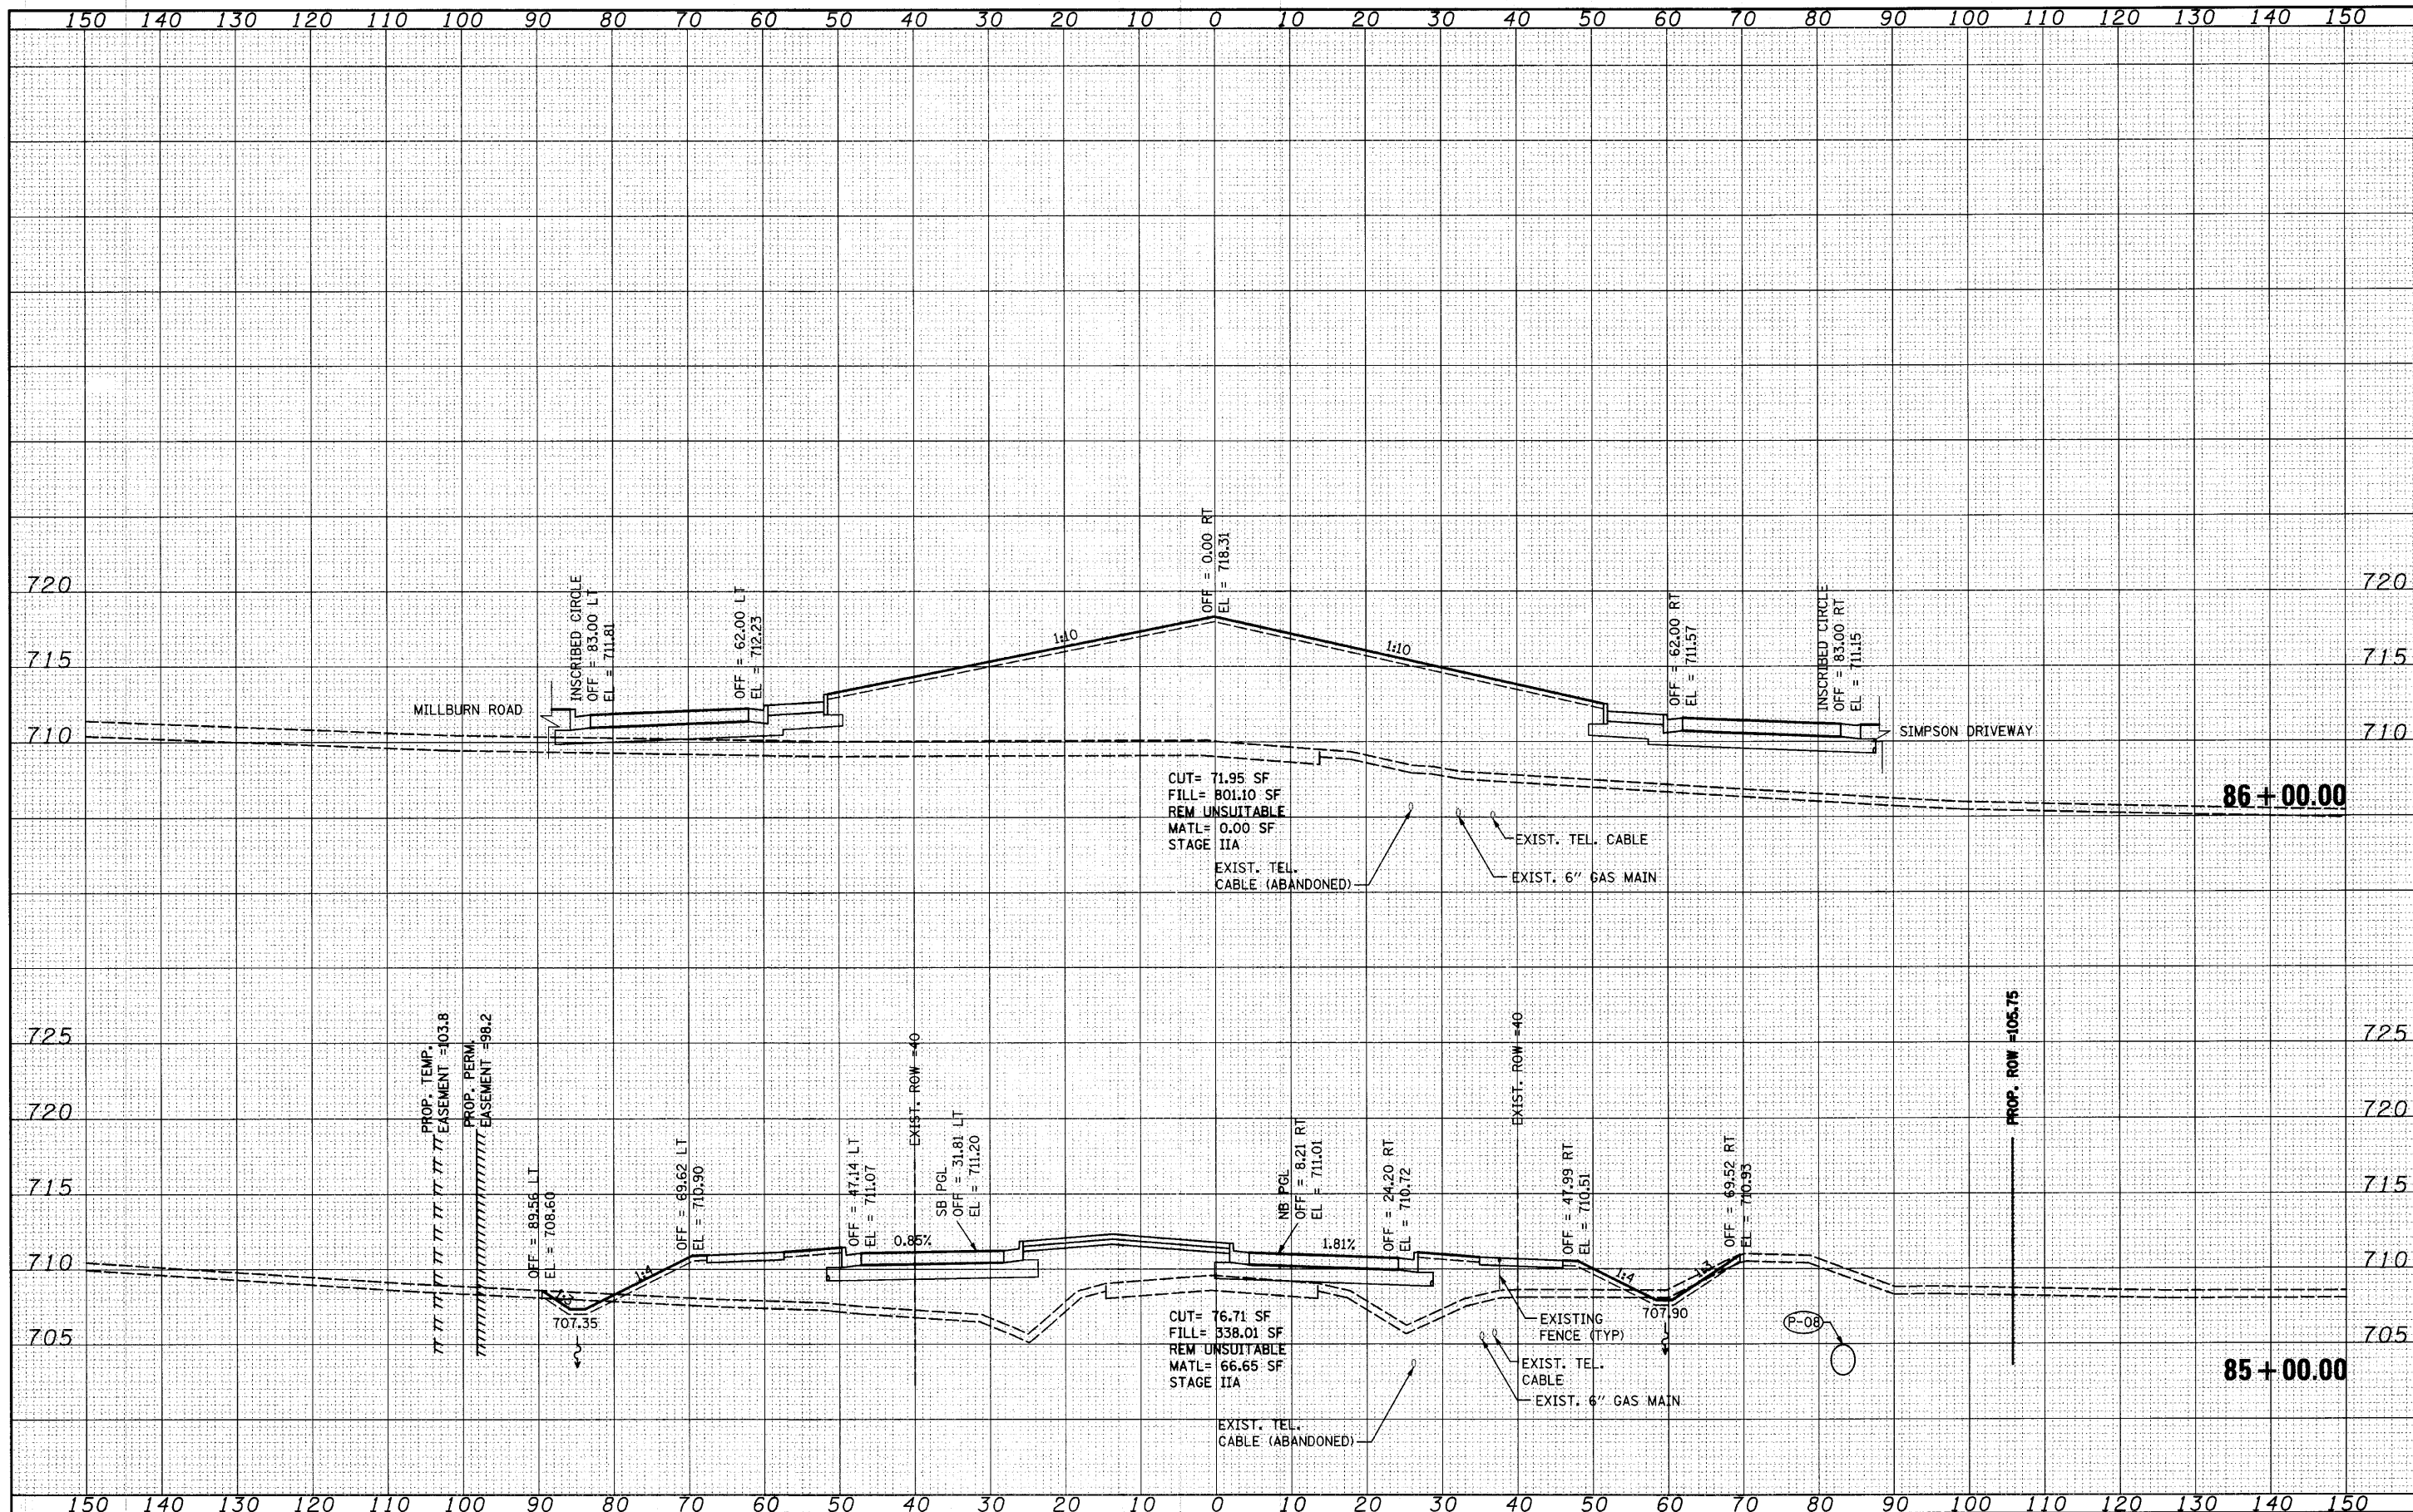 150 140 130 120 110 100 90 80 70 60 50 40 30 20 10 0 10 20 30 40 50 60 70 80 90 100 110 120 130 140 150
OFF = 0.00 RT
EL = 718.31
720 720
INSCRIBED CIRCLE
OFF = 83.00 LT
EL = 711.81
OFF = 62.00 LT
EL = 712.23
1:10
1:10
OFF = 62.00 RT
EL = 711.57
INSCRIBED CIRCLE
OFF = 83.00 RT
EL = 711.15
715 715
MILLBURN ROAD
SIMPSON DRIVEWAY
710 710
CUT= 71.95 SF
FILL= 801.10 SF
REM UNSUITABLE
MATL= 0.00 SF
STAGE IIA
86+00.00
EXIST. TEL. CABLE
EXIST. TEL.
CABLE (ABANDONED)
EXIST. 6" GAS MAIN
725 725
PROP. TEMP.
EASEMENT =103.8
PROP. PERM.
EASEMENT =98.2
EXIST. ROW =40
EXIST. ROW =40
PROP. ROW =105.75
720 720
OFF = 89.56 LT
EL = 708.60
OFF = 69.62 LT
EL = 710.90
OFF = 47.14 LT
EL = 711.07
SB PGL
OFF = 31.81 LT
EL = 711.20
NB PGL
OFF = 8.21 RT
EL = 711.01
OFF = 24.20 RT
EL = 710.72
OFF = 47.99 RT
EL = 710.51
OFF = 69.52 RT
EL = 710.93
715 715
0.85%
1.81%
710 710
1:3
1:4
1:4
1:3
707.35
707.90
CUT= 76.71 SF
FILL= 338.01 SF
REM UNSUITABLE
MATL= 66.65 SF
STAGE IIA
EXISTING
FENCE (TYP)
P-08
705 705
EXIST. TEL.
CABLE
85+00.00
EXIST. 6" GAS MAIN
EXIST. TEL.
CABLE (ABANDONED)
150 140 130 120 110 100 90 80 70 60 50 40 30 20 10 0 10 20 30 40 50 60 70 80 90 100 110 120 130 140 150